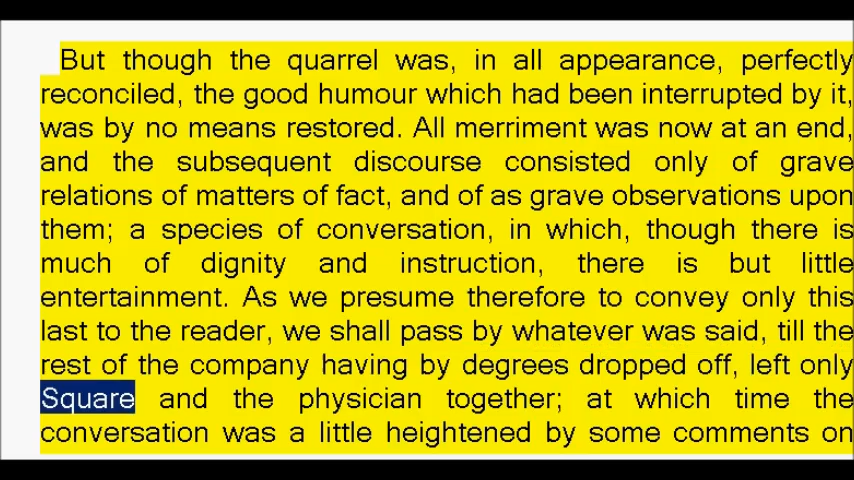 But though the quarrel was, in all appearance, perfectly
reconciled, the good humour which had been interrupted by it,
was by no means restored. All merriment was now at an end,
and the subsequent discourse consisted only of grave
relations of matters of fact, and of as grave observations upon
them; a species of conversation, in which, though there is
much of dignity and instruction, there is but little
entertainment. As we presume therefore to convey only this
last to the reader, we shall pass by whatever was said, till the
rest of the company having by degrees dropped off, left only
Square and the physician together; at which time the
conversation was a little heightened by some comments on